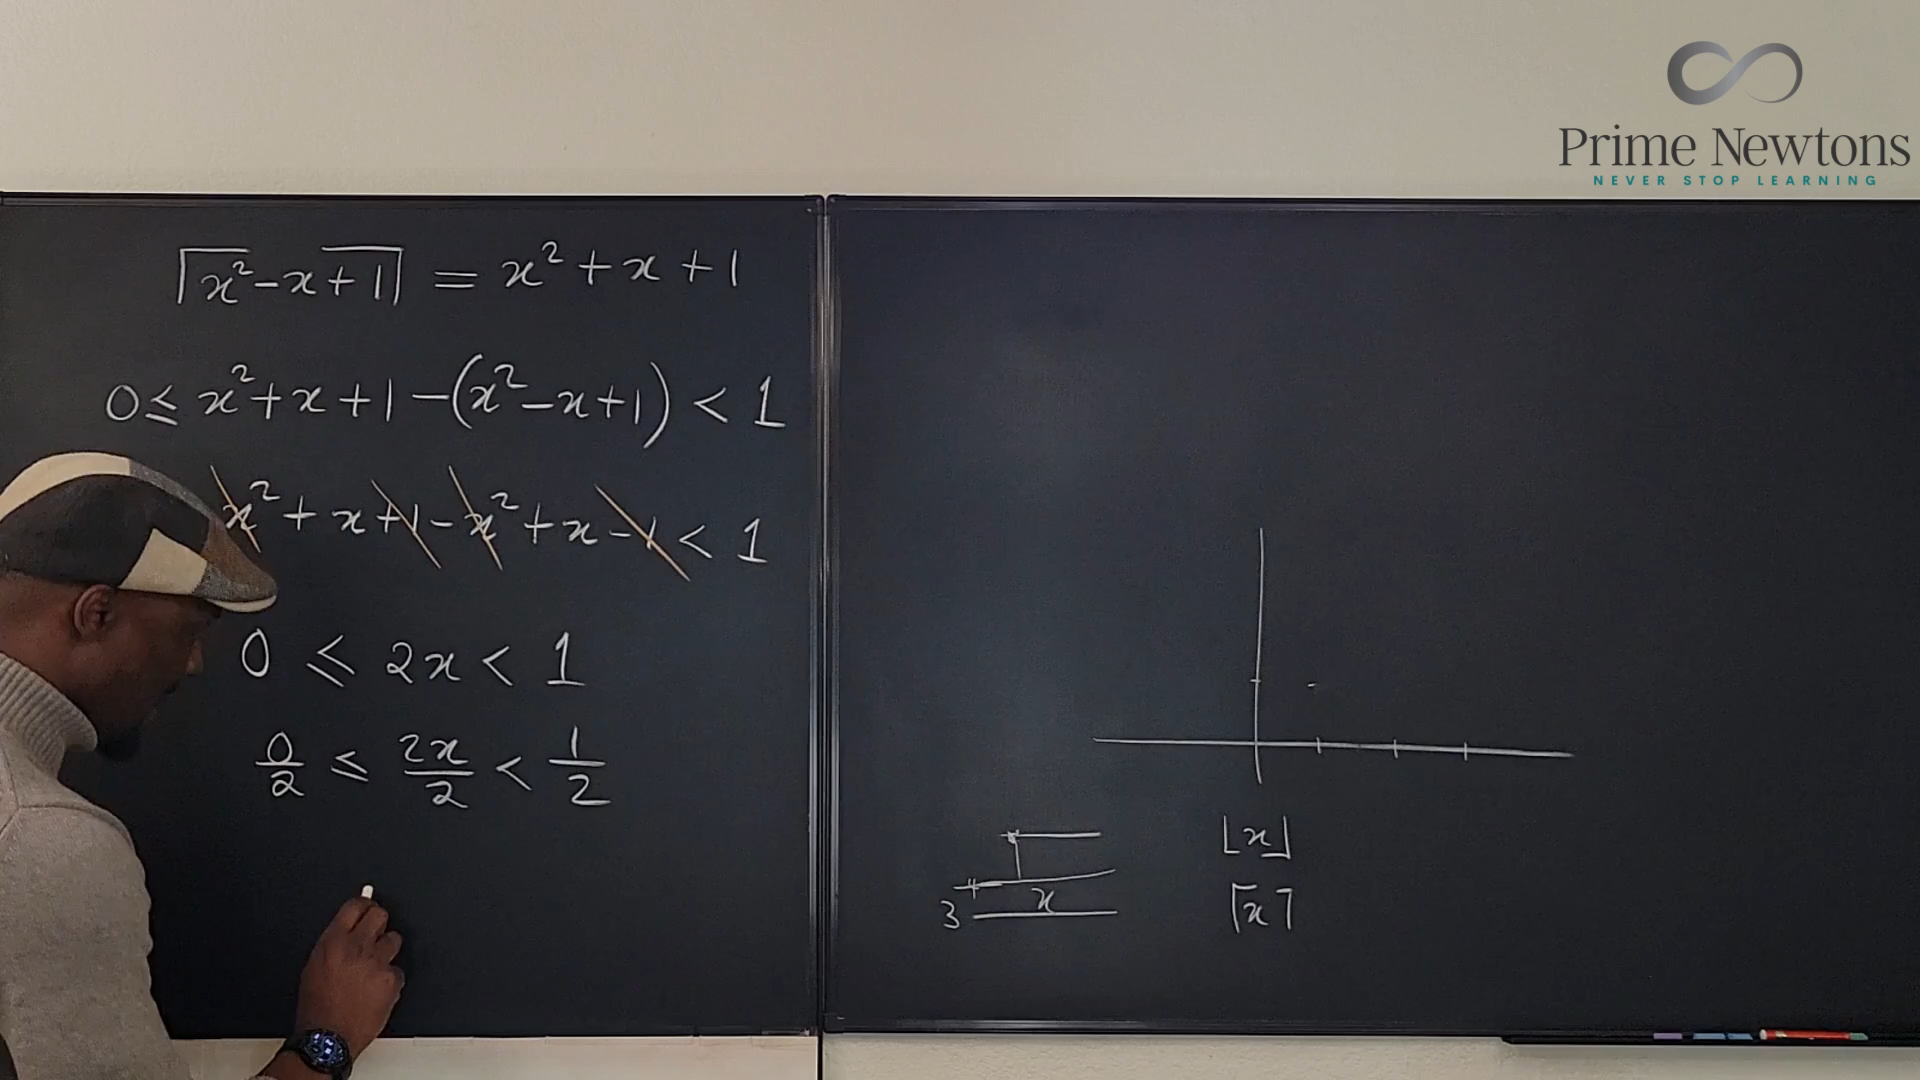 Prime Newtons
NEVER STOP LEARNING
⌈x² - x + 1⌉ = x² + x + 1
0 ≤ x² + x + 1 - (x² - x + 1) < 1
x² + x + 1 - x² + x - 1 < 1
0 ≤ 2x < 1
0/2 ≤ 2x/2 < 1/2
3 x
⌊x⌋
⌈x⌉